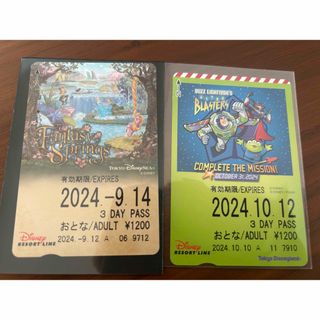 Fantasy Springs
TOKYO DISNEYSEA
有効期限/EXPIRES
2024.-9.14
3 DAY PASS
おとな/ADULT ¥1200
2024.-9.12 A 06 9712
Disney
RESORT LINE
BUZZ LIGHTYEAR'S
ASTRO BLASTERS
COMPLETE THE MISSION!
OCTOBER 31, 2024
有効期限/EXPIRES
2024.10.12
3 DAY PASS
おとな/ADULT ¥1200
2024.10.10 A 11 7910
Disney
RESORT LINE
Tokyo Disneyland